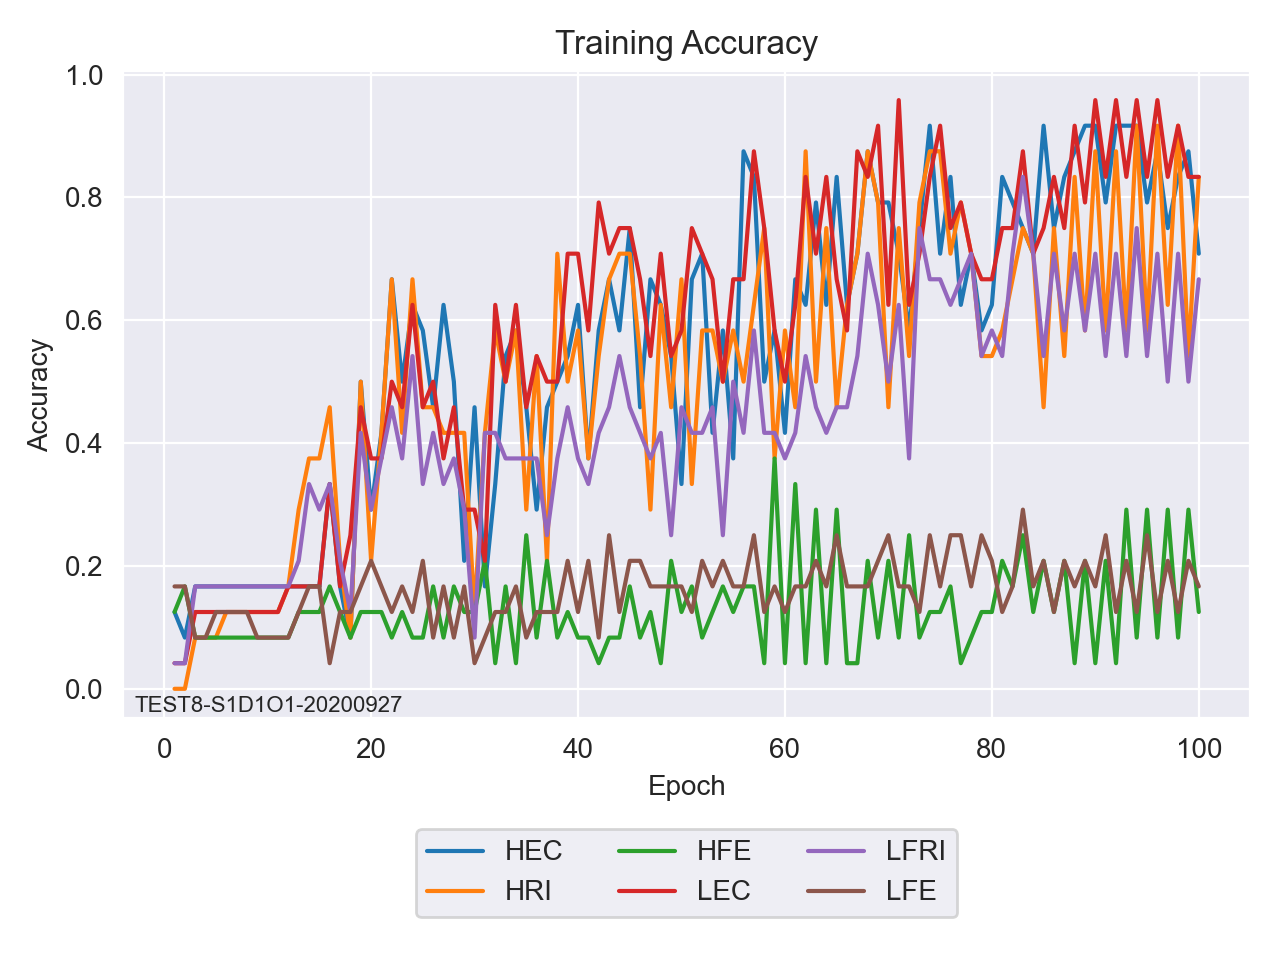 Training Accuracy
1.0
0.8
0.6
0.4
0.2
0.0
Accuracy
TEST8-S1D1O1-20200927
0 20 40 60 80 100
Epoch
HEC HFE LFRI
HRI LEC LFE